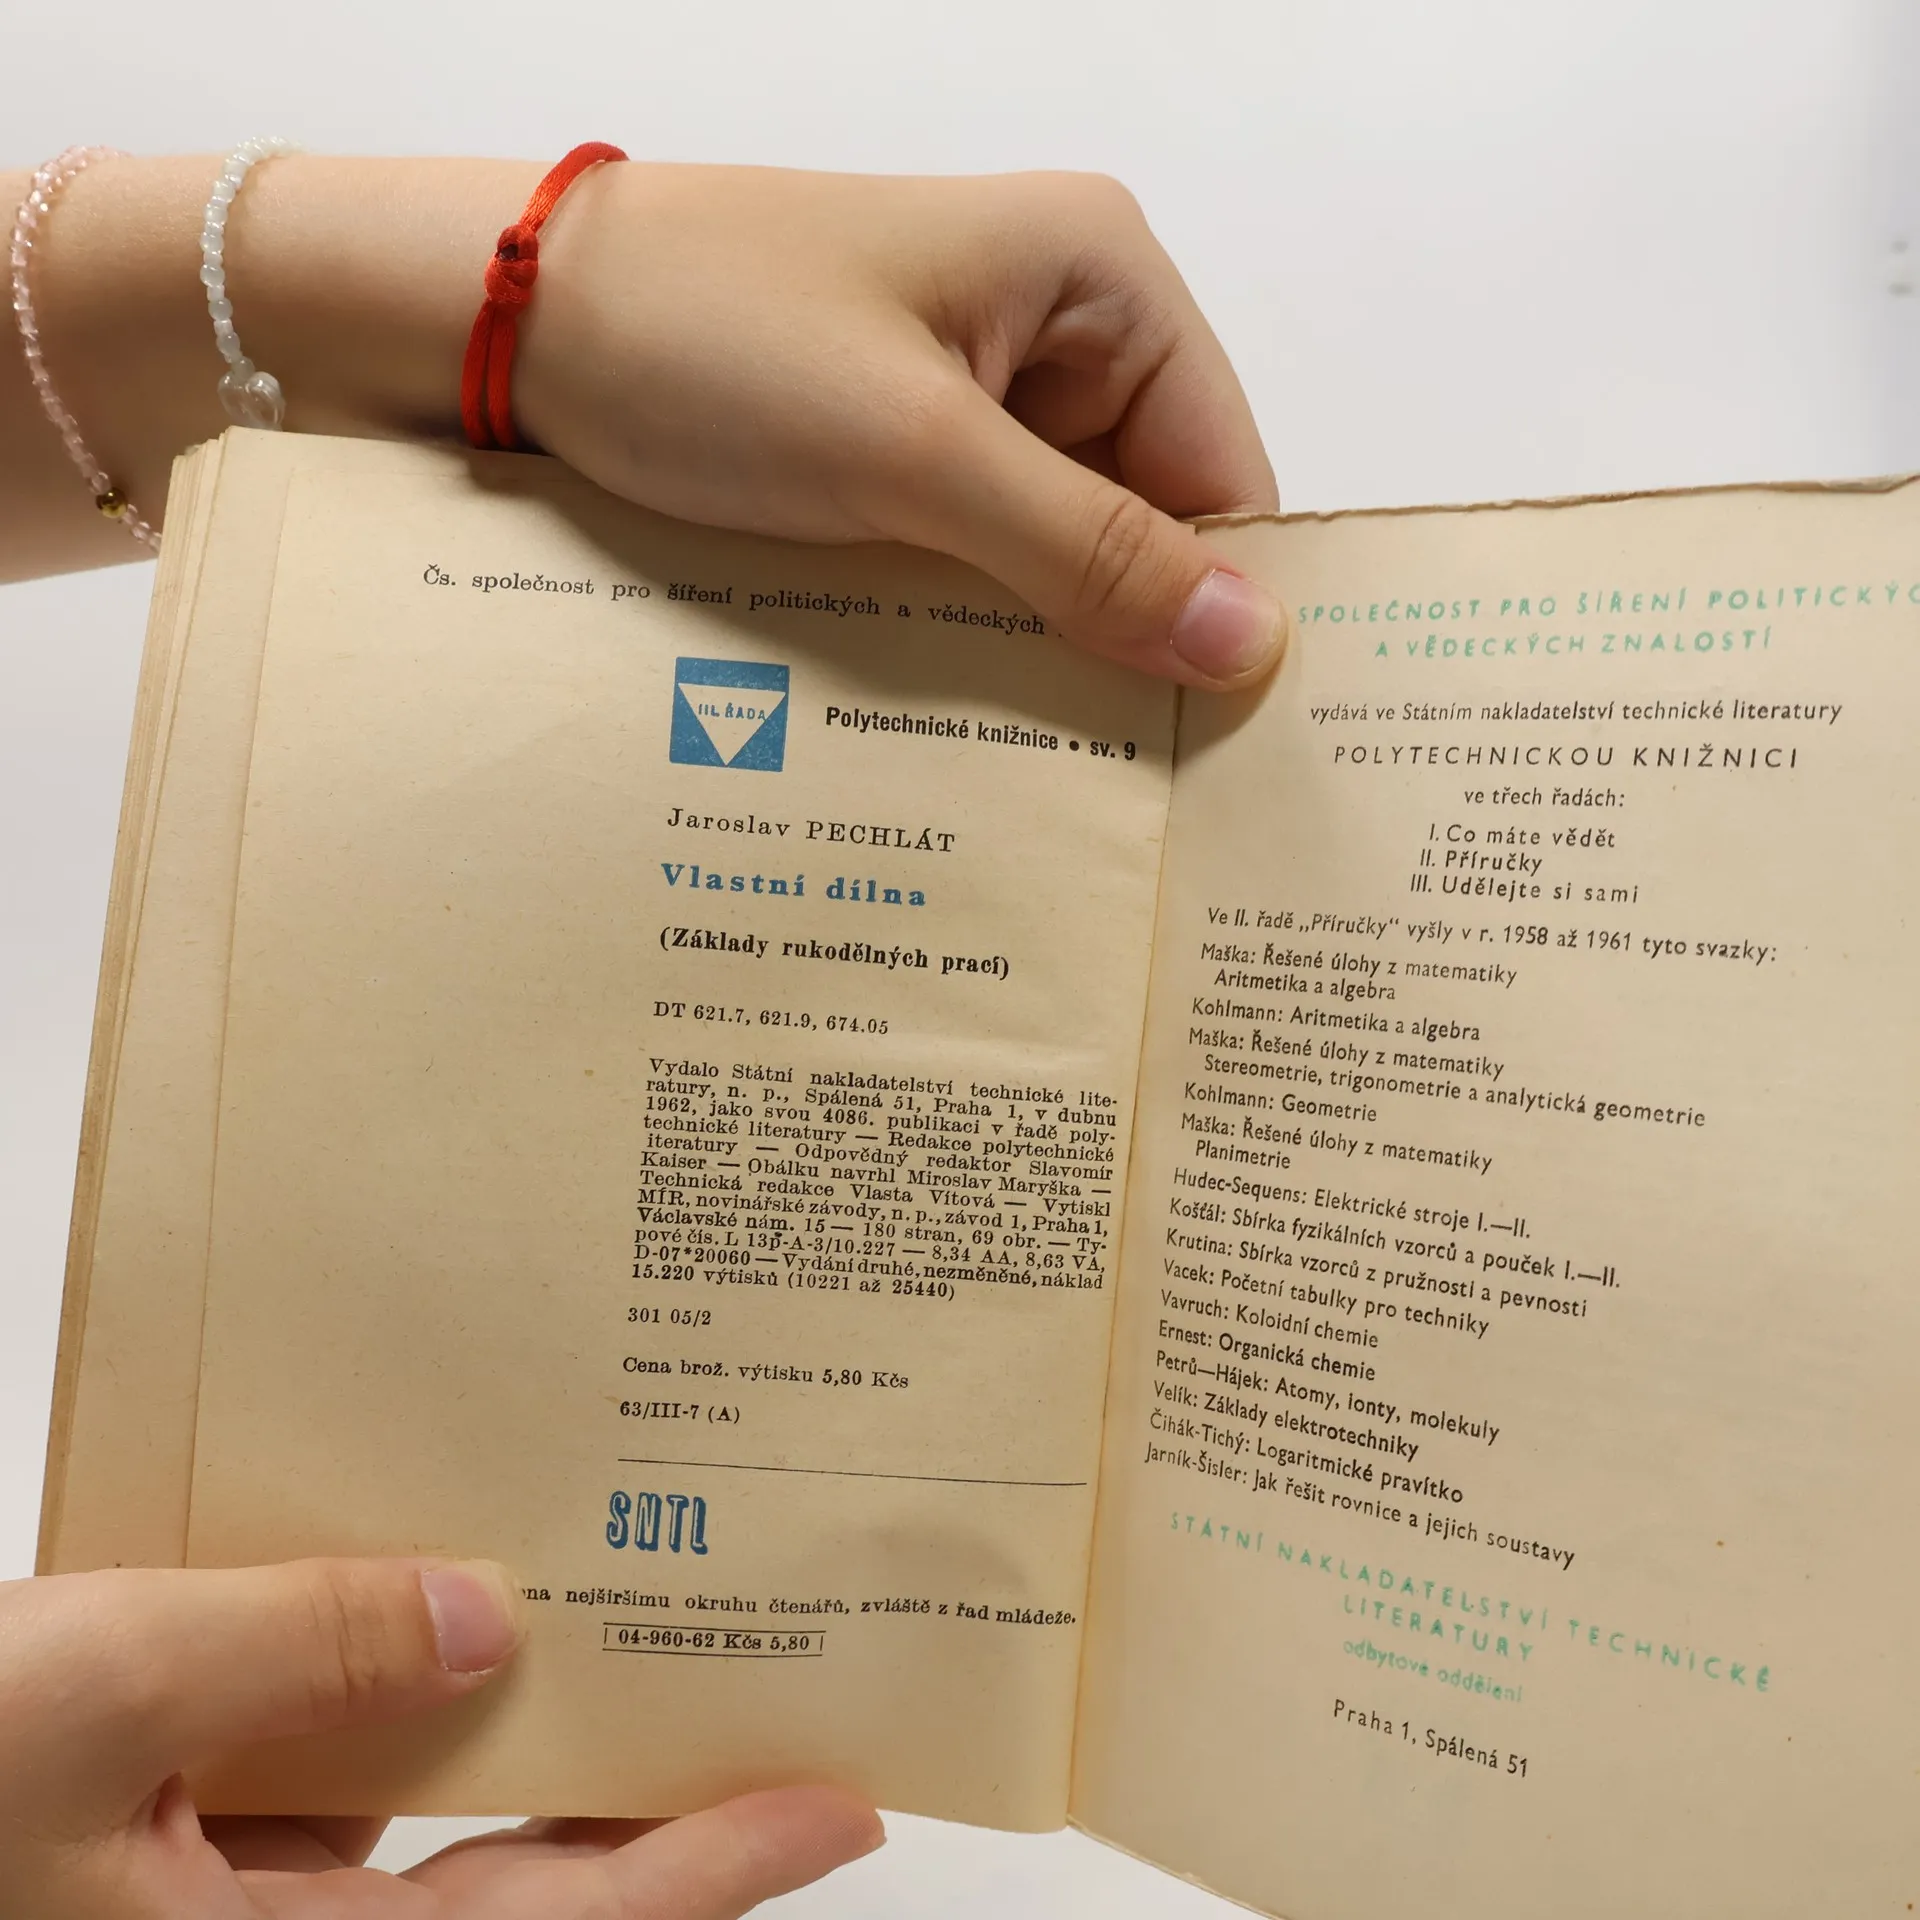 Čs. společnost pro šíření politických a vědeckých
III. ŘADA
Polytechnické knižnice • sv. 9
Jaroslav PECHLÁT
Vlastní dílna
(Základy rukodělných prací)
DT 621.7, 621.9, 674.05
Vydalo Státní nakladatelství technické lite-
ratury, n. p., Spálená 51, Praha 1, v dubnu
1962, jako svou 4086. publikaci v řadě poly-
technické literatury — Redakce polytechnické
iteratury — Odpovědný redaktor Slavomír
Kaiser — Obálku navrhl Miroslav Maryška —
Technická redakce Vlasta Vítová — Vytiskl
MÍR, novinářské závody, n. p., závod 1, Praha 1,
Václavské nám. 15 — 180 stran, 69 obr. — Ty-
pové čís. L 13p-A-3/10.227 — 8,34 AA, 8,63 VA,
D-07*20060 — Vydání druhé, nezměněné, náklad
15.220 výtisků (10221 až 25440)
301 05/2
Cena brož. výtisku 5,80 Kčs
63/III-7 (A)
SNTL
nejširšímu okruhu čtenářů, zvláště z řad mládeže.
04-960-62 Kčs 5,80
SPOLEČNOST PRO ŠÍŘENÍ POLITICKÝC
A VĚDECKÝCH ZNALOSTÍ
vydává ve Státním nakladatelství technické literatury
POLYTECHNICKOU KNIŽNICI
ve třech řadách:
I. Co máte vědět
II. Příručky
III. Udělejte si sami
Ve II. řadě „Příručky“ vyšly v r. 1958 až 1961 tyto svazky:
Maška: Řešené úlohy z matematiky
Aritmetika a algebra
Kohlmann: Aritmetika a algebra
Maška: Řešené úlohy z matematiky
Stereometrie, trigonometrie a analytická geometrie
Kohlmann: Geometrie
Maška: Řešené úlohy z matematiky
Planimetrie
Hudec-Sequens: Elektrické stroje I.—II.
Košťál: Sbírka fyzikálních vzorců a pouček I.—II.
Krutina: Sbírka vzorců z pružnosti a pevnosti
Vacek: Početní tabulky pro techniky
Vavruch: Koloidní chemie
Ernest: Organická chemie
Petrů—Hájek: Atomy, ionty, molekuly
Velík: Základy elektrotechniky
Čihák-Tichý: Logaritmické pravítko
Jarník-Šisler: Jak řešit rovnice a jejich soustavy
STÁTNÍ NAKLADATELSTVÍ TECHNICKÉ
LITERATURY
odbytové oddělení
Praha 1, Spálená 51